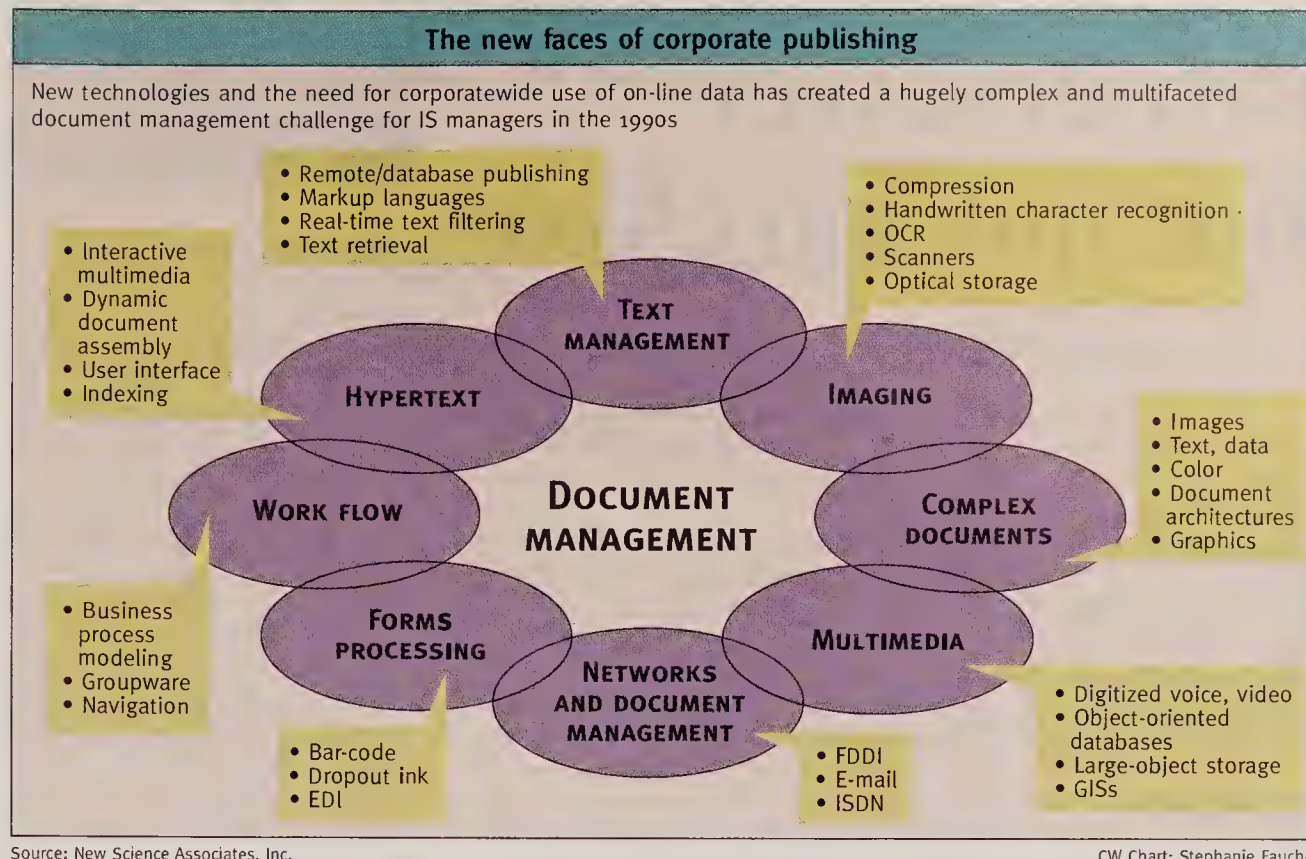 The new faces of corporate publishing
New technologies and the need for corporatewide use of on-line data has created a hugely complex and multifaceted
document management challenge for IS managers in the 1990s
• Remote/database publishing
• Markup languages
• Real-time text filtering
• Text retrieval
• Compression
• Handwritten character recognition
• OCR
• Scanners
• Optical storage
• Interactive
multimedia
• Dynamic
document
assembly
• User interface
• Indexing
TEXT
MANAGEMENT
HYPERTEXT
IMAGING
• Images
• Text, data
• Color
• Document
architectures
• Graphics
WORK FLOW
DOCUMENT
MANAGEMENT
COMPLEX
DOCUMENTS
• Business
process
modeling
• Groupware
• Navigation
FORMS
PROCESSING
NETWORKS
AND DOCUMENT
MANAGEMENT
MULTIMEDIA
• Bar-code
• Dropout ink
• EDI
• FDDI
• E-mail
• ISDN
• Digitized voice, video
• Object-oriented
databases
• Large-object storage
• GISs
Source: New Science Associates, Inc.
CW Chart: Stephanie